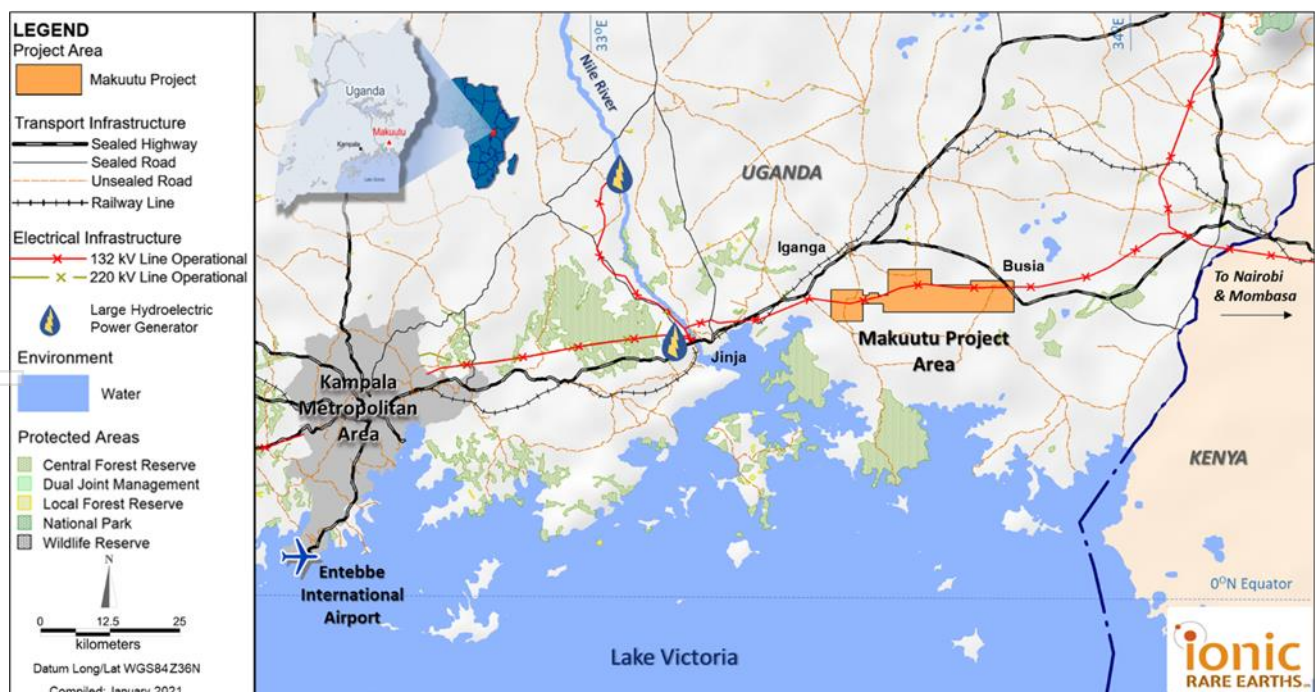 LEGEND
Project Area
Makuutu Project
Transport Infrastructure
Sealed Highway
Sealed Road
Unsealed Road
Railway Line
Electrical Infrastructure
132 kV Line Operational
220 kV Line Operational
Large Hydroelectric
Power Generator
Environment
Water
Protected Areas
Central Forest Reserve
Dual Joint Management
Local Forest Reserve
National Park
Wildlife Reserve
N
0 12.5 25
kilometers
Datum Long/Lat WGS84Z36N
Compiled: January 2021
Uganda
Makuutu
Kampala
33°E
34°E
Nile River
UGANDA
Iganga
Busia
To Nairobi
& Mombasa
Jinja
Makuutu Project
Area
Kampala
Metropolitan
Area
KENYA
Entebbe
International
Airport
0°N Equator
Lake Victoria
ionic
RARE EARTHS